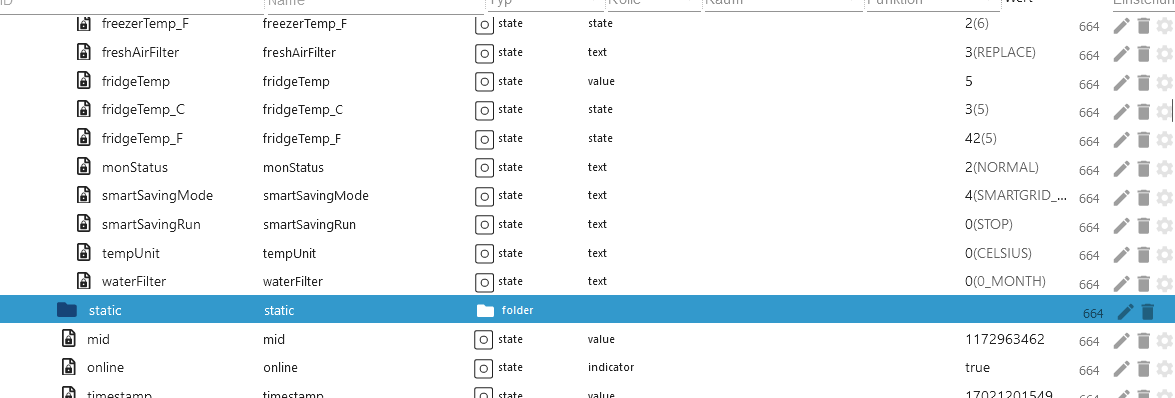 ID Name Typ Rolle Raum Funktion Wert Einstellun
freezerTemp_F freezerTemp_F state state 2(6) 664
freshAirFilter freshAirFilter state text 3(REPLACE) 664
fridgeTemp fridgeTemp state value 5 664
fridgeTemp_C fridgeTemp_C state state 3(5) 664
fridgeTemp_F fridgeTemp_F state state 42(5) 664
monStatus monStatus state text 2(NORMAL) 664
smartSavingMode smartSavingMode state text 4(SMARTGRID_... 664
smartSavingRun smartSavingRun state text 0(STOP) 664
tempUnit tempUnit state text 0(CELSIUS) 664
waterFilter waterFilter state text 0(0_MONTH) 664
static static folder 664
mid mid state value 1172963462 664
online online state indicator true 664
timestamp timestamp state value 17021201549 664